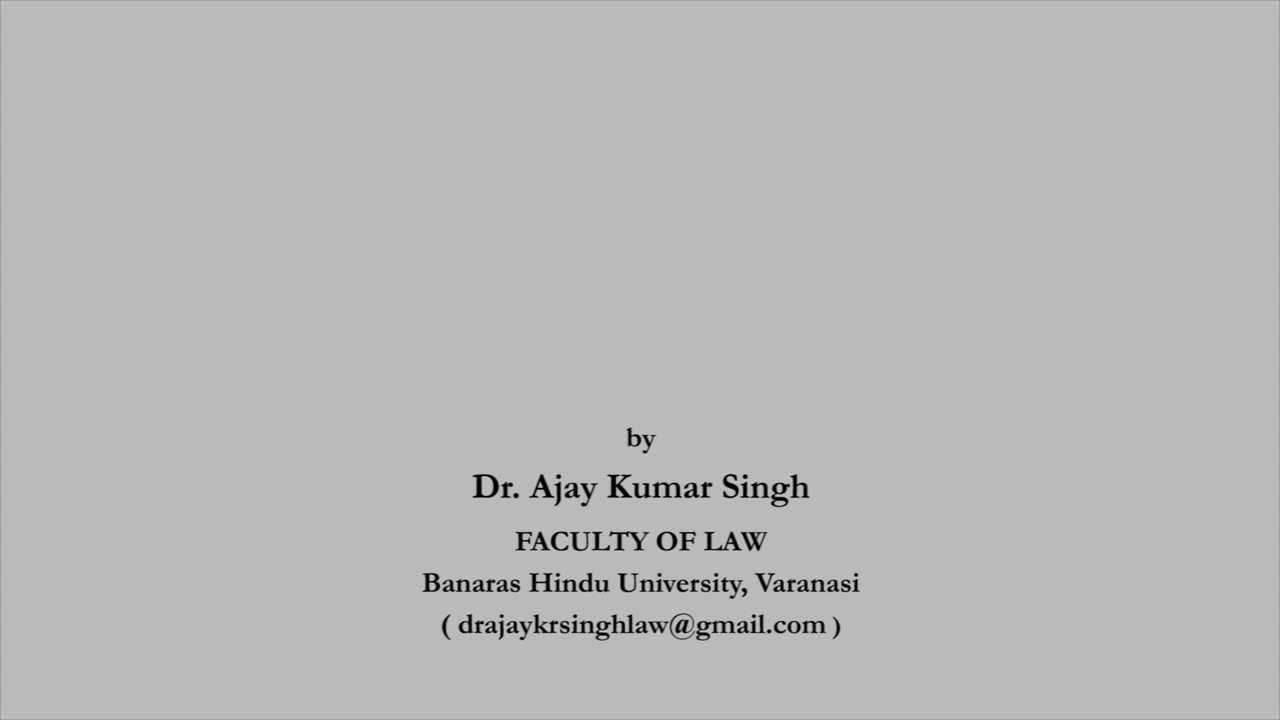 by
Dr. Ajay Kumar Singh
FACULTY OF LAW
Banaras Hindu University, Varanasi
( drajaykrsinghlaw@gmail.com )